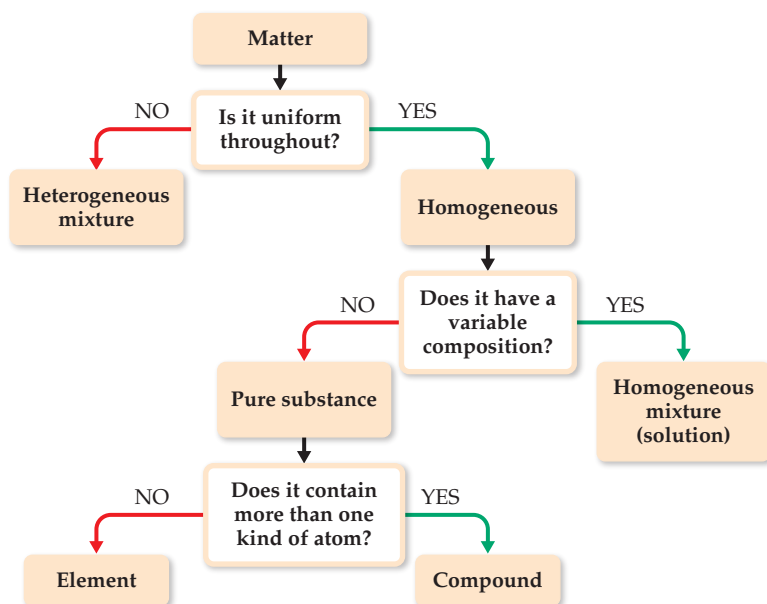 Matter
NO
Is it uniform
throughout?
YES
Heterogeneous
mixture
Homogeneous
NO
Does it have a
variable
composition?
YES
Pure substance
Homogeneous
mixture
(solution)
NO
Does it contain
more than one
kind of atom?
YES
Element
Compound